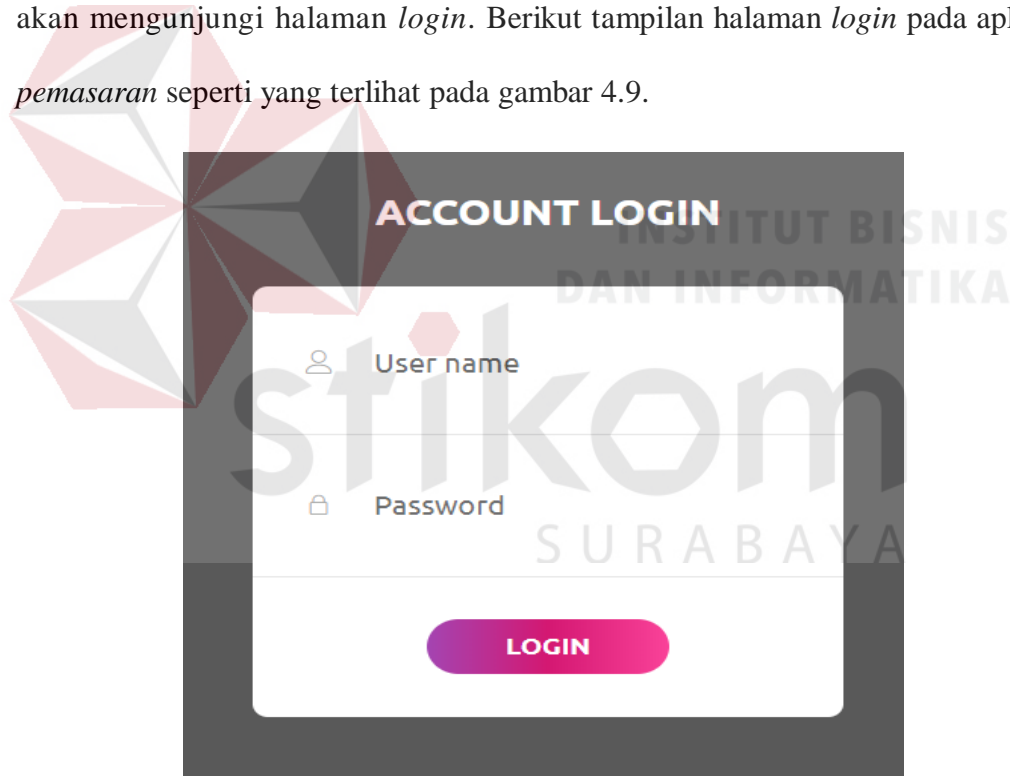 akan mengunjungi halaman login. Berikut tampilan halaman login pada
pemasaran seperti yang terlihat pada gambar 4.9.
ACCOUNT LOGIN
INSTITUT BISNIS
DAN INFORMATIKA
User name
stikom
Password
SURABAYA
LOGIN